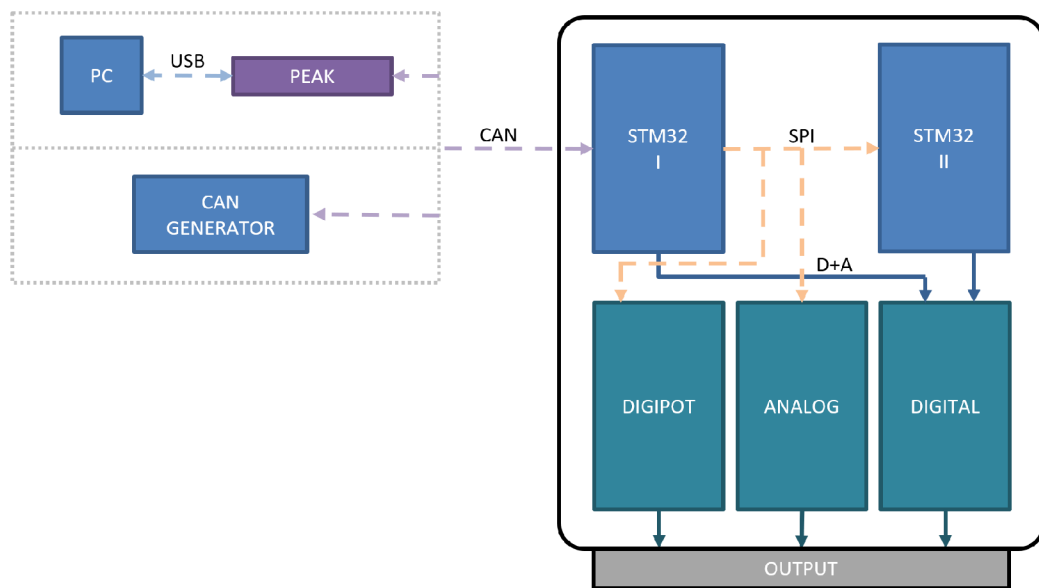 PC
USB
PEAK
CAN
GENERATOR
CAN
STM32
I
SPI
STM32
II
D+A
DIGIPOT
ANALOG
DIGITAL
OUTPUT